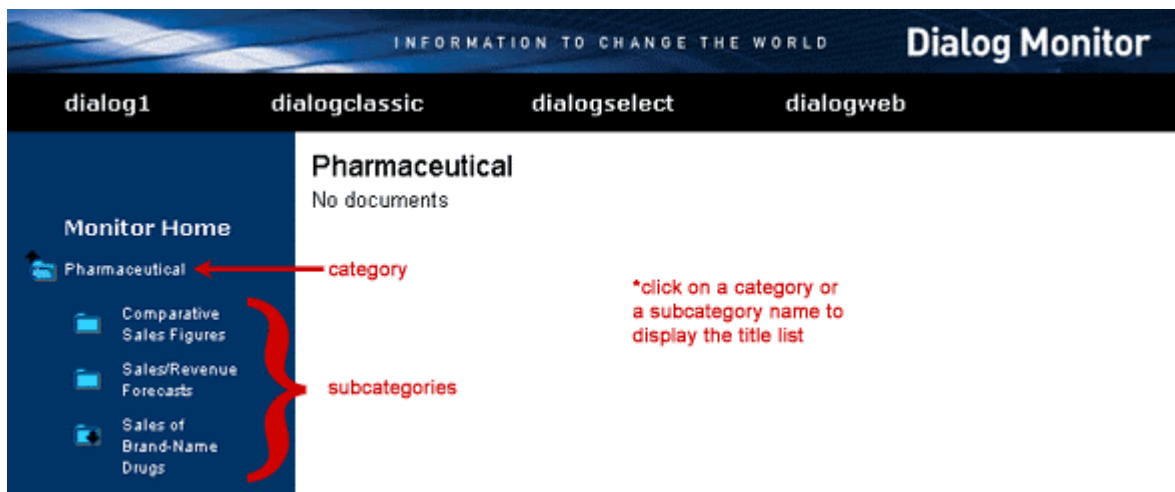 INFORMATION TO CHANGE THE WORLD
Dialog Monitor
dialog1 dialogclassic dialogselect dialogweb
Pharmaceutical
No documents
Monitor Home
Pharmaceutical
category
*click on a category or
a subcategory name to
display the title list
Comparative
Sales Figures
Sales/Revenue
Forecasts
subcategories
Sales of
Brand-Name
Drugs